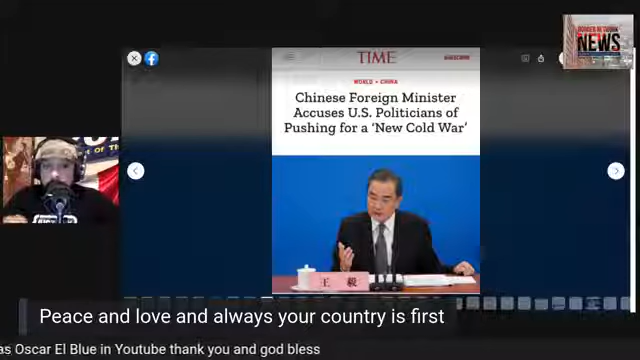 NEWS
TIME
SUBSCRIBE
WORLD • CHINA
Chinese Foreign Minister
Accuses U.S. Politicians of
Pushing for a ‘New Cold War’
王毅
Peace and love and always your country is first
as Oscar El Blue in Youtube thank you and god bless